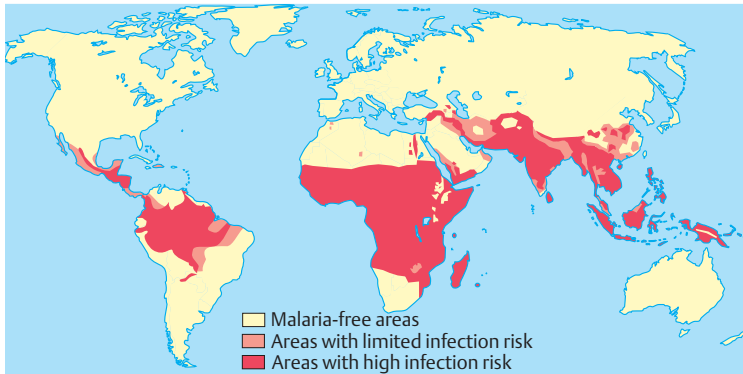 Malaria-free areas
Areas with limited infection risk
Areas with high infection risk